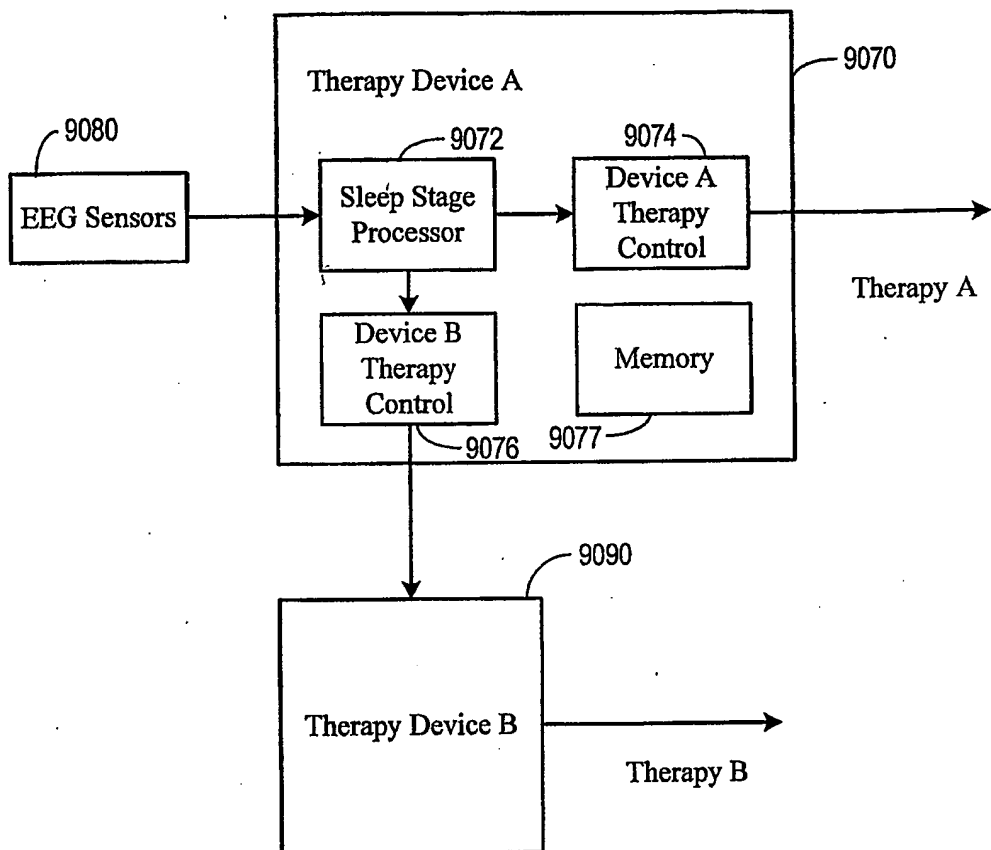 9070
Therapy Device A
9080
9072
9074
EEG Sensors
Sleep Stage
Processor
Device A
Therapy
Control
Therapy A
Device B
Therapy
Control
Memory
9076
9077
9090
Therapy Device B
Therapy B